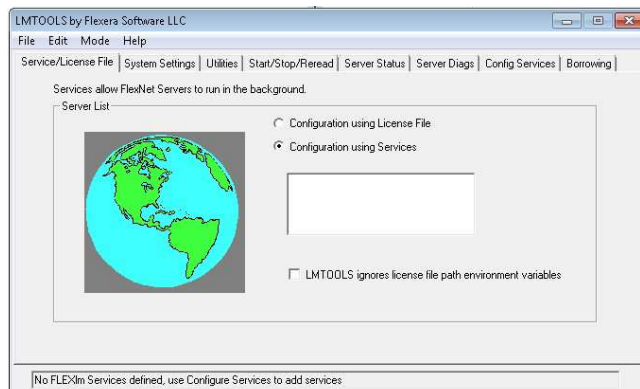 LMTOOLS by Flexera Software LLC
File Edit Mode Help
Service/License File System Settings Utilities Start/Stop/Reread Server Status Server Diags Config Services Borrowing
Services allow FlexNet Servers to run in the background.
Server List
Configuration using License File
Configuration using Services
LMTOOLS ignores license file path environment variables
No FLEXlm Services defined, use Configure Services to add services